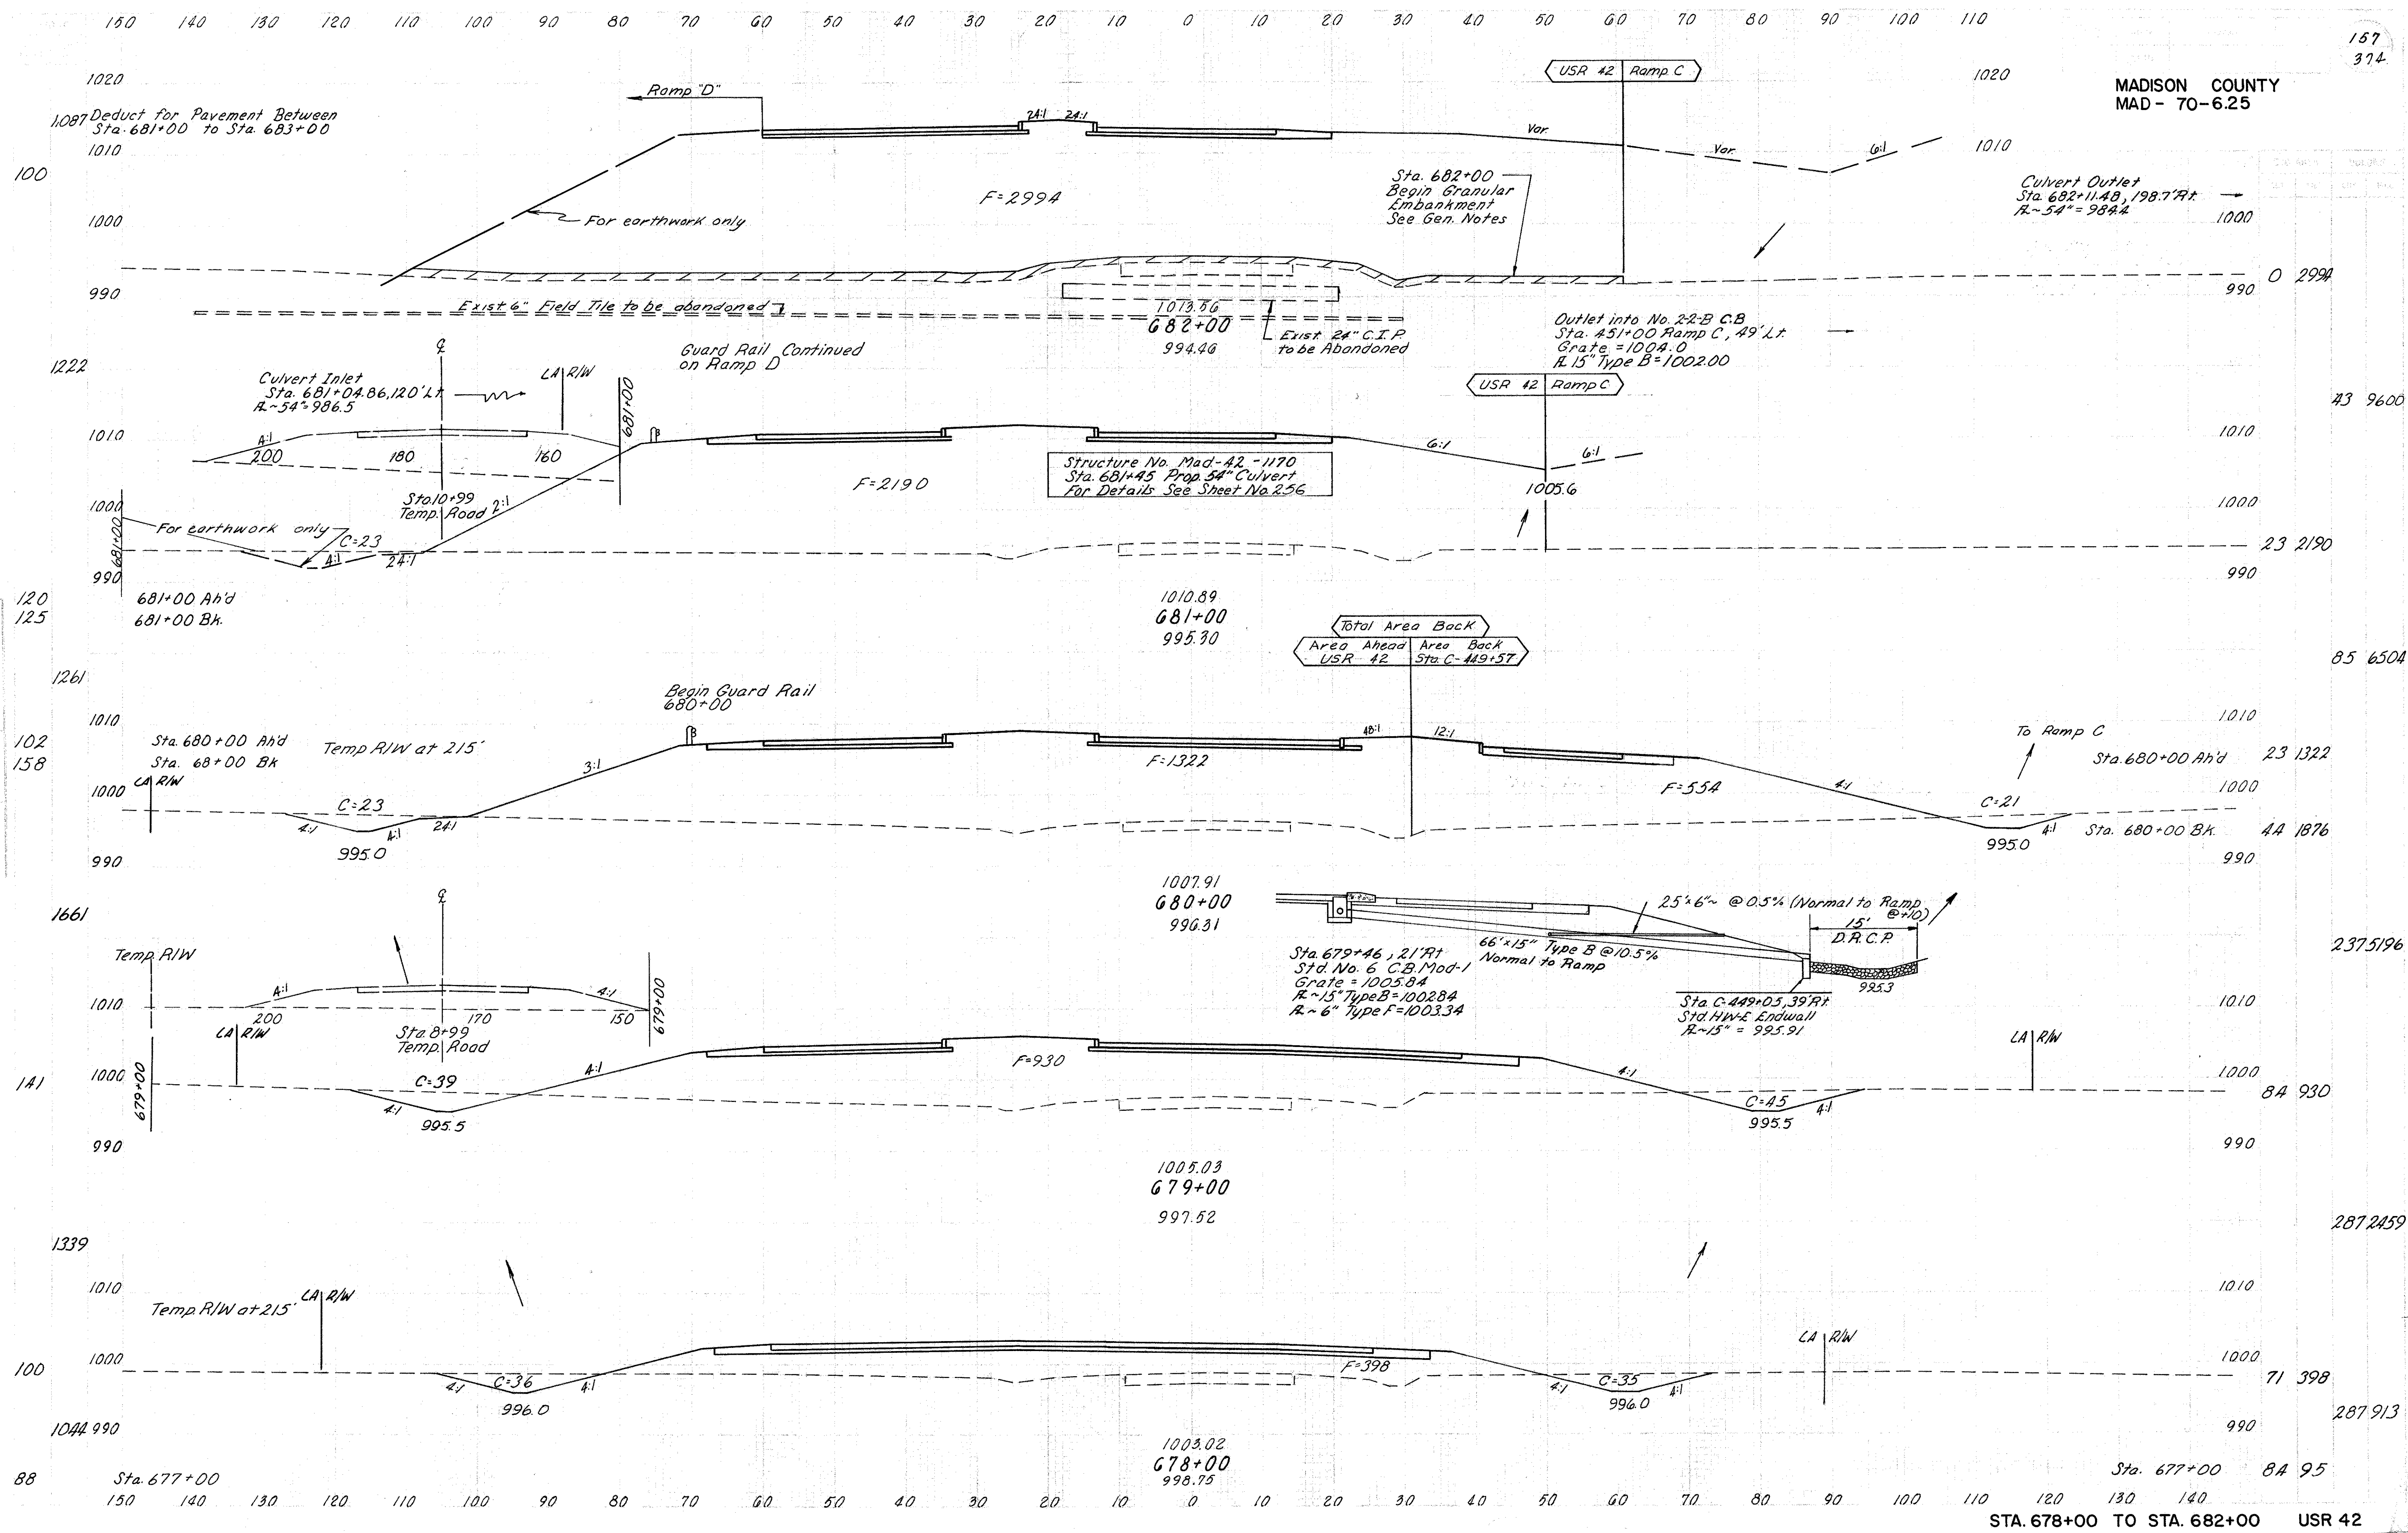 150 140 130 120 110 100 90 80 70 60 50 40 30 20 10 0 10 20 30 40 50 60 70 80 90 100 110
157
374
MADISON COUNTY
MAD- 70-6.25
1020
Ramp "D"
USR 42 Ramp C
1020
1087 Deduct for Pavement Between
Sta. 681+00 to Sta. 683+00
24:1 24:1
Var.
Var.
6:1
1010
1010
100
F=2994
Sta. 682+00
Begin Granular
Embankment
See Gen. Notes
Culvert Outlet
Sta. 682+11.48, 198.7' Rt.
~54" = 984.4
For earthwork only
1000
1000
990
990
0 2994
Exist 6" Field Tile to be abandoned
1013.56
682+00
994.46
Exist. 24" C.I.P.
to be Abandoned
Outlet into No. 2-2-B C.B
Sta. 451+00 Ramp C, 49' Lt.
Grate = 1004.0
15" Type B = 1002.00
1222
Guard Rail Continued
on Ramp D
Culvert Inlet
Sta. 681+04.86, 120' Lt
~54" = 986.5
LA R/W
681+00
USR 42 Ramp C
43 9600
1010
4:1
200 180 160
6:1
6:1
1010
Structure No. Mad-42-1170
Sta. 681+45 Prop. 54" Culvert
For Details See Sheet No. 256
F=2190
Sta. 10+99
Temp. Road
2:1
1005.6
1000
1000
681+00
For earthwork only
C=23
4:1 24:1
23 2190
990
990
120
125
681+00 Ah'd
681+00 Bk.
1010.89
681+00
995.30
Total Area Back
Area Ahead Area Back
USR 42 Sta. C-449+57
1261
85 6504
Begin Guard Rail
680+00
1010
1010
102
158
Sta. 680+00 Ah'd
Sta. 68+00 Bk
Temp R/W at 215'
3:1
48:1 12:1
F=1322
F=554
4:1
To Ramp C
Sta. 680+00 Ah'd 23 1322
1000
LA R/W
C=23
4:1 4:1 24:1
995.0
C=21
4:1
995.0
1000
Sta. 680+00 Bk. 44 1876
990
990
1007.91
680+00
996.31
1661
25'x6"~ @ 0.5% (Normal to Ramp
@+10)
15'
D.R.C.P.
66'x15" Type B @ 10.5%
Normal to Ramp
995.3
237 5196
Sta. 679+46, 21' Rt
Std. No. 6 C.B. Mod-1
Grate = 1005.84
~15" Type B = 1002.84
~6" Type F = 1003.34
Sta. C-449+05, 39' Rt
Std. HW-E Endwall
~15" = 995.91
Temp R/W
1010
4:1 4:1
200 170 150
679+00
1010
LA R/W
Sta. 8+99
Temp. Road
F=930
LA R/W
141
1000
679+00
C=39
4:1 4:1
995.5
4:1
C=45
4:1
995.5
1000
84 930
990
990
1005.03
679+00
997.52
287 2459
1339
1010
1010
Temp. R/W at 215'
LA R/W
LA R/W
100
1000
4:1 C=36 4:1
996.0
F=398
4:1 C=35 4:1
996.0
1000
71 398
1044 990
990
287 913
1003.02
678+00
998.75
88
Sta. 677+00
Sta. 677+00 84 95
150 140 130 120 110 100 90 80 70 60 50 40 30 20 10 0 10 20 30 40 50 60 70 80 90 100 110 120 130 140
STA. 678+00 TO STA. 682+00 USR 42